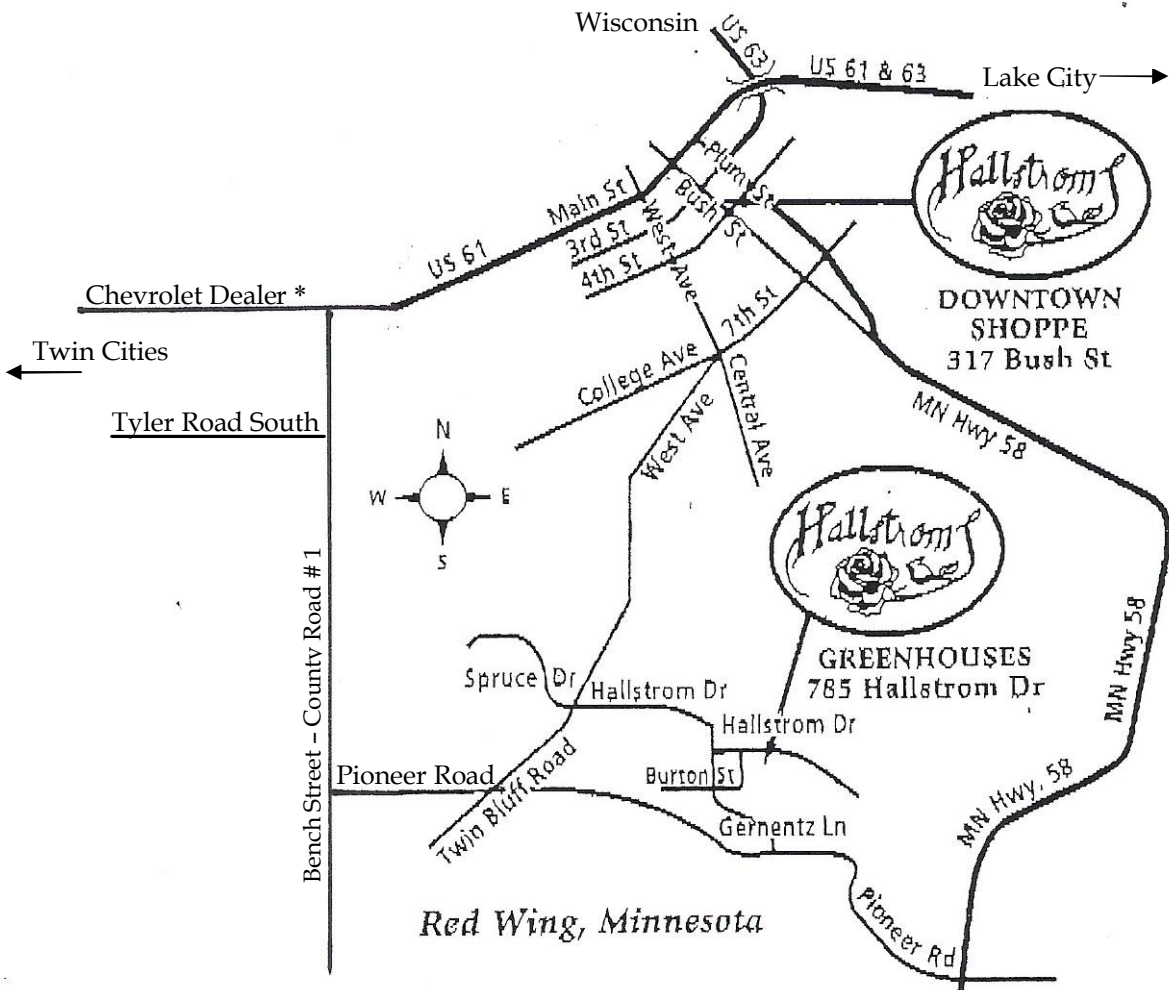 Wisconsin
US 63
US 61 & 63
Lake City
Hallstrom
DOWNTOWN
SHOPPE
317 Bush St
Plum St
Bush St
Main St
West Ave
3rd St
4th St
US 61
7th St
Chevrolet Dealer *
Twin Cities
College Ave
Central Ave
West Ave
MN Hwy 58
Tyler Road South
N
W
E
S
Hallstrom
GREENHOUSES
785 Hallstrom Dr
MN Hwy 58
Bench Street – County Road # 1
Spruce Dr
Hallstrom Dr
Hallstrom Dr
Pioneer Road
Burton St
Twin Bluff Road
Gernentz Ln
MN Hwy. 58
Pioneer Rd
Red Wing, Minnesota